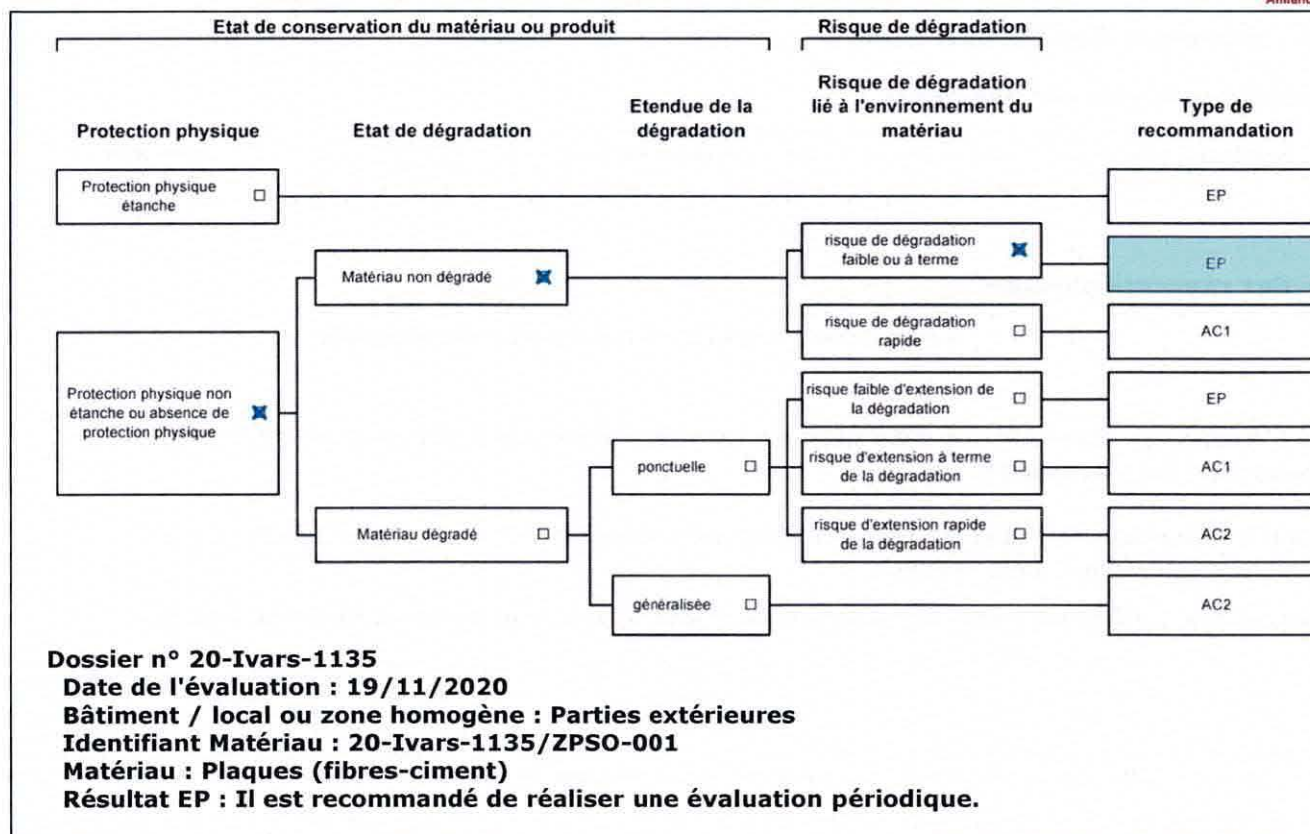 Etat de conservation du matériau ou produit
Risque de dégradation
Protection physique
Etat de dégradation
Etendue de la
dégradation
Risque de dégradation
lié à l'environnement du
matériau
Type de
recommandation
Protection physique
étanche
EP
Matériau non dégradé
risque de dégradation
faible ou à terme
EP
risque de dégradation
rapide
AC1
Protection physique non
étanche ou absence de
protection physique
risque faible d'extension de
la dégradation
EP
ponctuelle
risque d'extension à terme
de la dégradation
AC1
Matériau dégradé
risque d'extension rapide
de la dégradation
AC2
généralisée
AC2
Dossier n° 20-Ivars-1135
Date de l'évaluation : 19/11/2020
Bâtiment / local ou zone homogène : Parties extérieures
Identifiant Matériau : 20-Ivars-1135/ZPSO-001
Matériau : Plaques (fibres-ciment)
Résultat EP : Il est recommandé de réaliser une évaluation périodique.